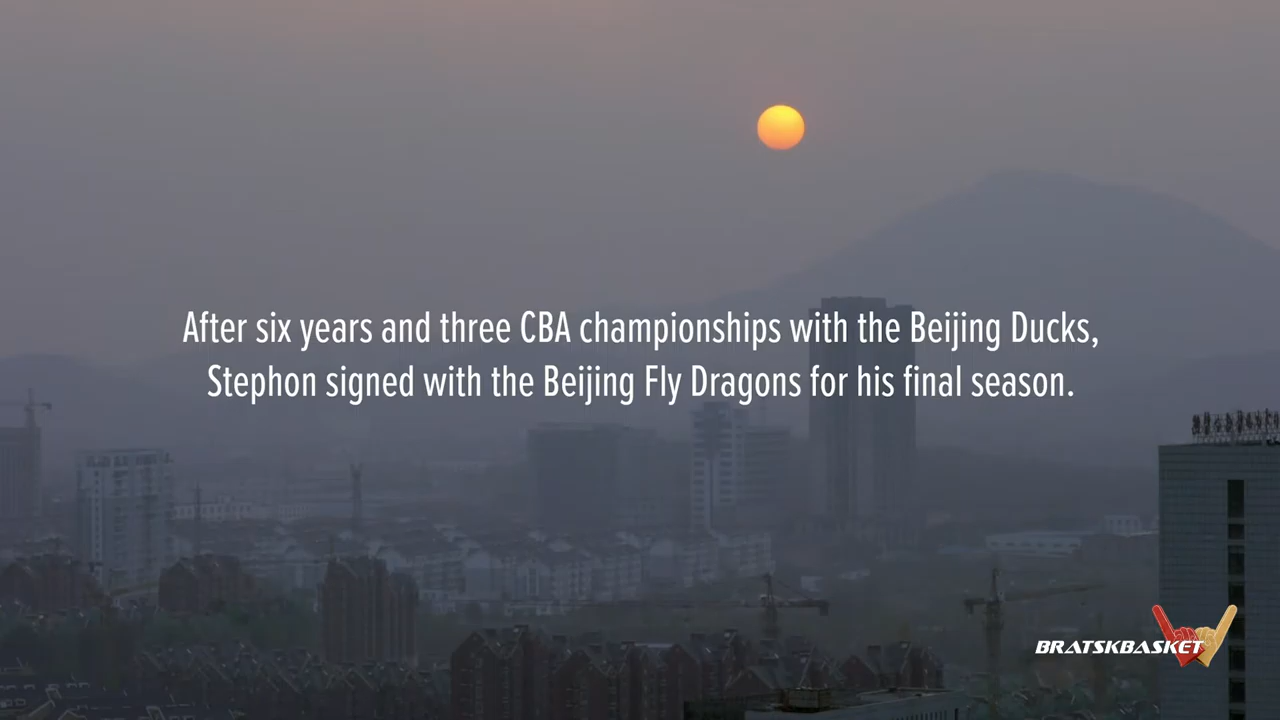 After six years and three CBA championships with the Beijing Ducks,
Stephon signed with the Beijing Fly Dragons for his final season.
BRATSKBASKET